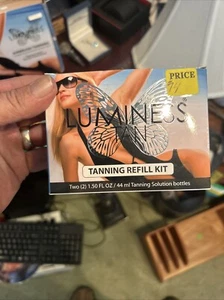 PRICE
LUMINESS
TAN
TANNING REFILL KIT
Two (2) 1.50 FL OZ / 44 ml Tanning Solution bottles